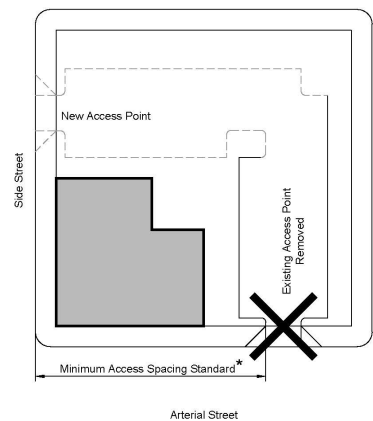 New Access Point
Side Street
Existing Access Point
Removed
Minimum Access Spacing Standard*
Arterial Street